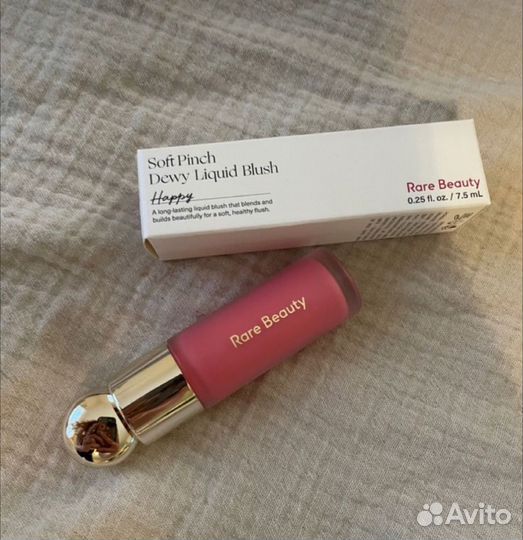 Soft Pinch
Dewy Liquid Blush
Happy
A long-lasting liquid blush that blends and
builds beautifully for a soft, healthy flush.
Rare Beauty
0.25 fl. oz. / 7.5 mL
Rare Beauty
Avito